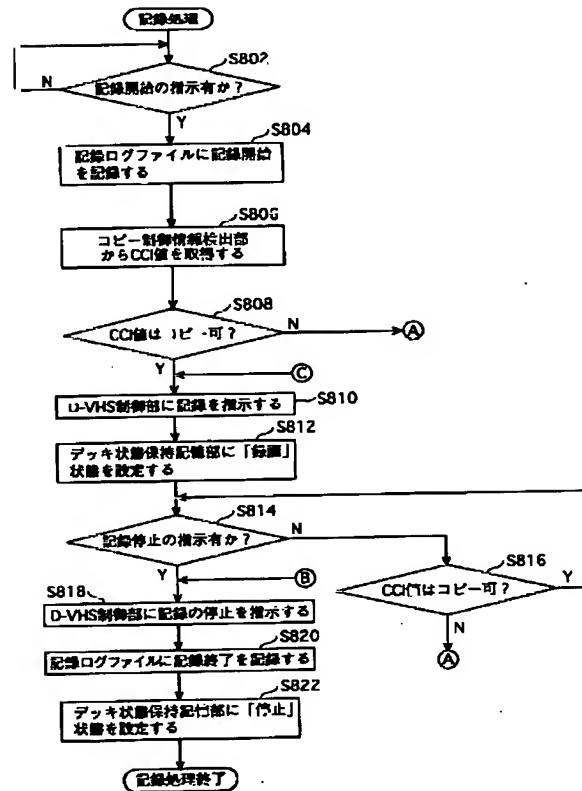 記録処理
S802
記録開始の指示有か？
N
Y
S804
記録ログファイルに記録開始
を記録する
S806
コピー制御情報検出部
からCCI値を取得する
S808
CCI値はコピー可？
N
A
Y
C
D-VHS制御部に記録を指示する
S810
S812
デッキ状態保持記憶部に「録画」
状態を設定する
S814
記録停止の指示有か？
N
S816
Y
B
CCI値はコピー可？
Y
S818
D-VHS制御部に記録の停止を指示する
N
S820
A
記録ログファイルに記録終了を記録する
S822
デッキ状態保持記憶部に「停止」
状態を設定する
記録処理終了